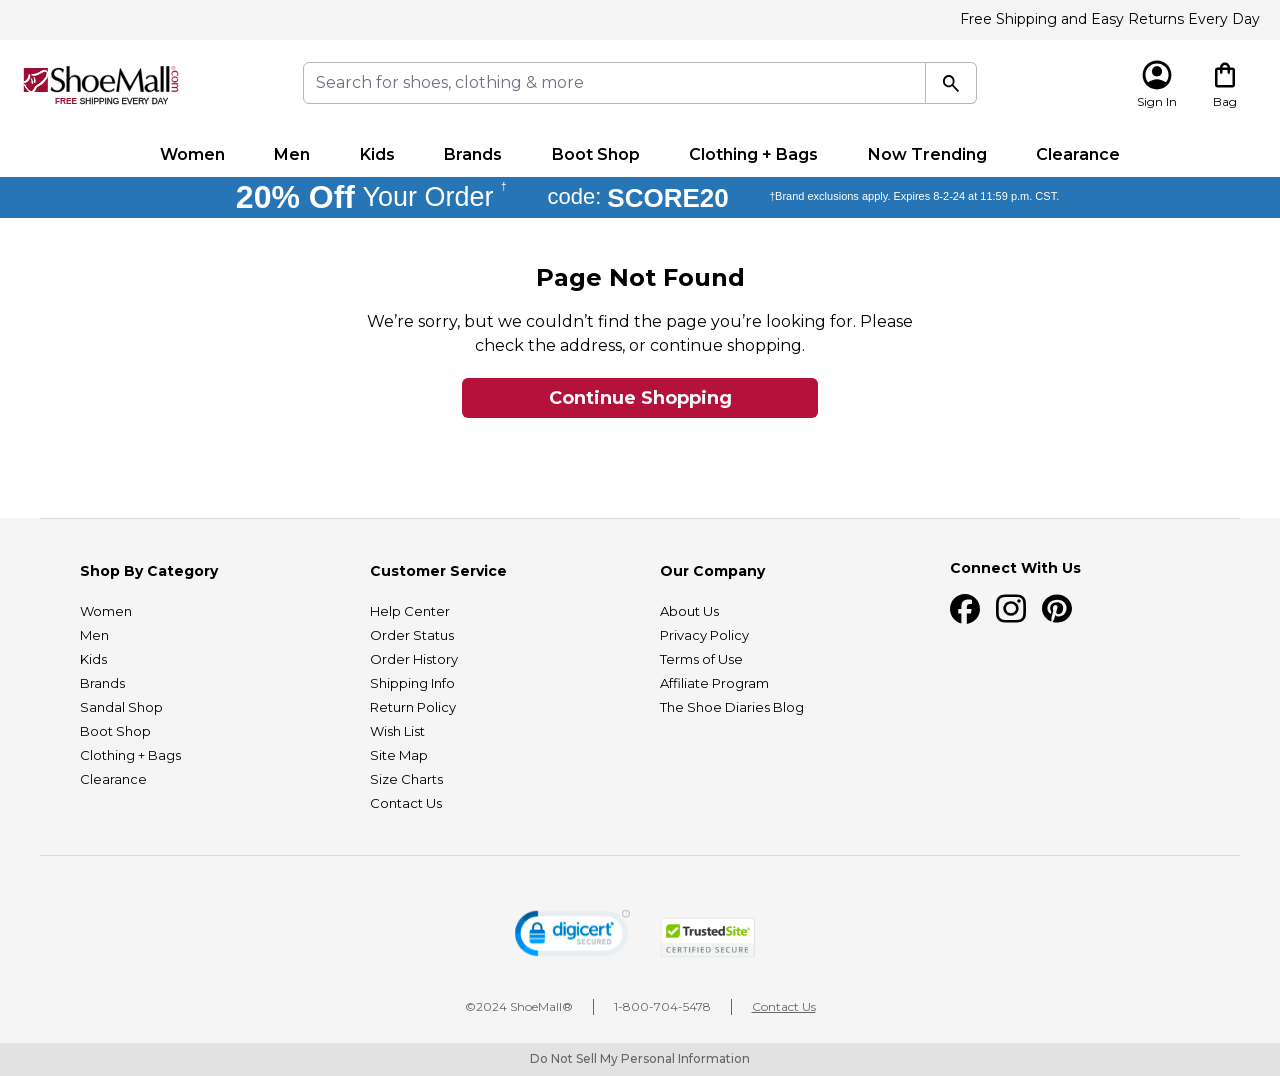 Free Shipping and Easy Returns Every Day
ShoeMall®.com
FREE SHIPPING EVERY DAY
Search for shoes, clothing & more
Sign In
Bag
Women Men Kids Brands Boot Shop Clothing + Bags Now Trending Clearance
20% Off Your Order † code: SCORE20 †Brand exclusions apply. Expires 8-2-24 at 11:59 p.m. CST.
Page Not Found
We’re sorry, but we couldn’t find the page you’re looking for. Please
check the address, or continue shopping.
Continue Shopping
Shop By Category
Women
Men
Kids
Brands
Sandal Shop
Boot Shop
Clothing + Bags
Clearance
Customer Service
Help Center
Order Status
Order History
Shipping Info
Return Policy
Wish List
Site Map
Size Charts
Contact Us
Our Company
About Us
Privacy Policy
Terms of Use
Affiliate Program
The Shoe Diaries Blog
Connect With Us
digicert
SECURED
TrustedSite
CERTIFIED SECURE
©2024 ShoeMall® 1-800-704-5478 Contact Us
Do Not Sell My Personal Information